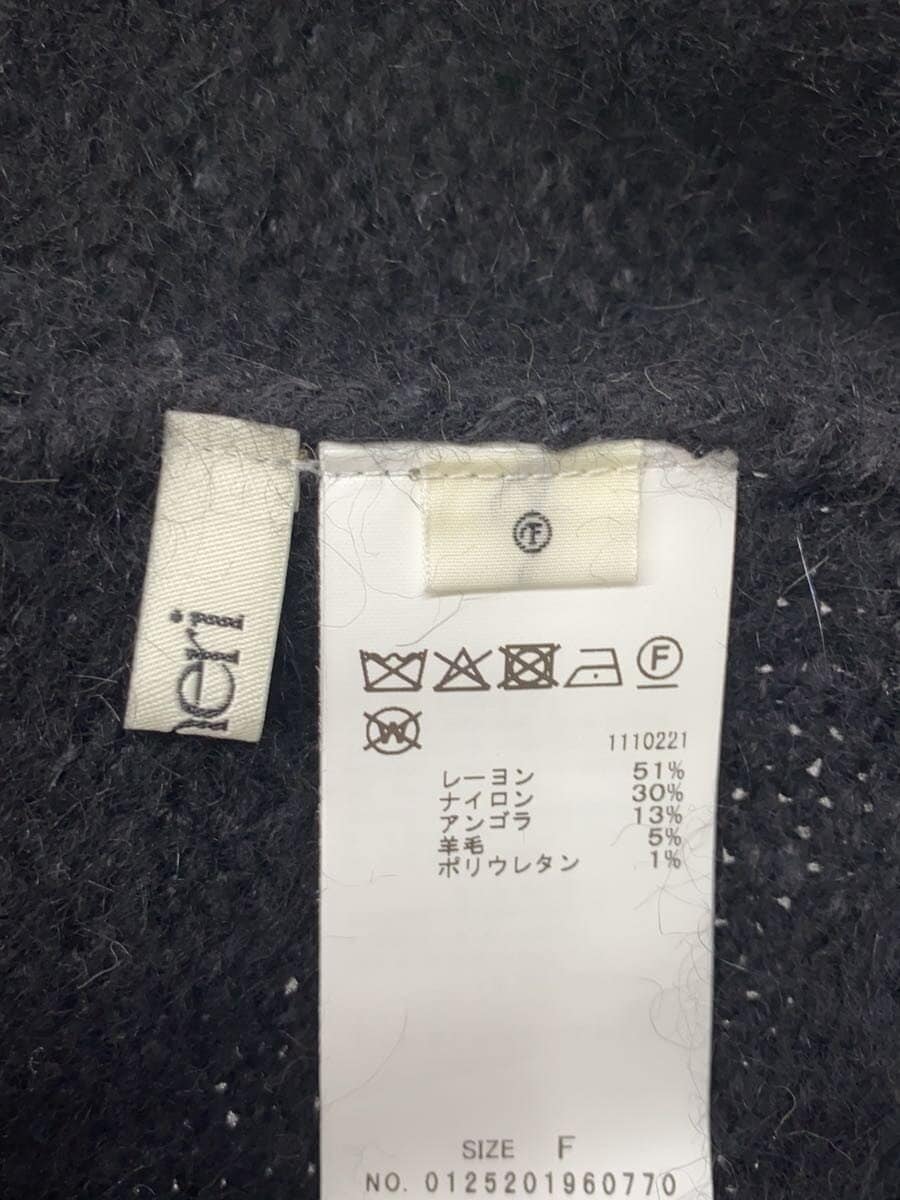 neri
F
F
W
1110221
レーヨン 51%
ナイロン 30%
アンゴラ 13%
羊毛 5%
ポリウレタン 1%
SIZE F
NO. 0125201960770